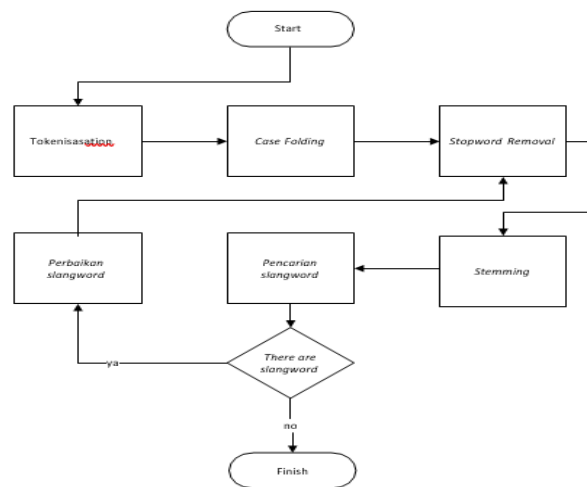 Start
Tokenisasation
Case Folding
Stopword Removal
Perbaikan
slangword
Pencarian
slangword
Stemming
There are
slangword
ya
no
Finish